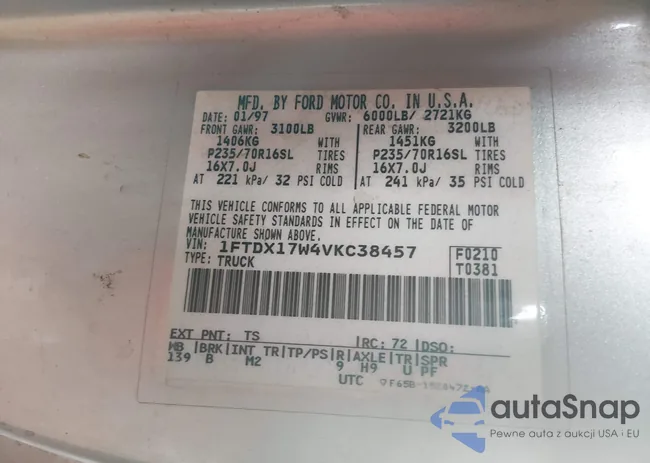 MFD. BY FORD MOTOR CO. IN U.S.A.
DATE: 01/97 GVWR: 6000LB/ 2721KG
FRONT GAWR: 3100LB REAR GAWR: 3200LB
1406KG WITH 1451KG WITH
P235/70R16SL TIRES P235/70R16SL TIRES
16X7.0J RIMS 16X7.0J RIMS
AT 221 kPa/ 32 PSI COLD AT 241 kPa/ 35 PSI COLD
THIS VEHICLE CONFORMS TO ALL APPLICABLE FEDERAL MOTOR
VEHICLE SAFETY STANDARDS IN EFFECT ON THE DATE OF
MANUFACTURE SHOWN ABOVE.
VIN: 1FTDX17W4VKC38457 F0210
TYPE: TRUCK T0381
EXT PNT: TS RC: 72 DSO:
WB BRK INT TR TP/PS R AXLE TR SPR
139 B M2 9 H9 U PF
UTC
autaSnap
Pewne auta z aukcji USA i EU